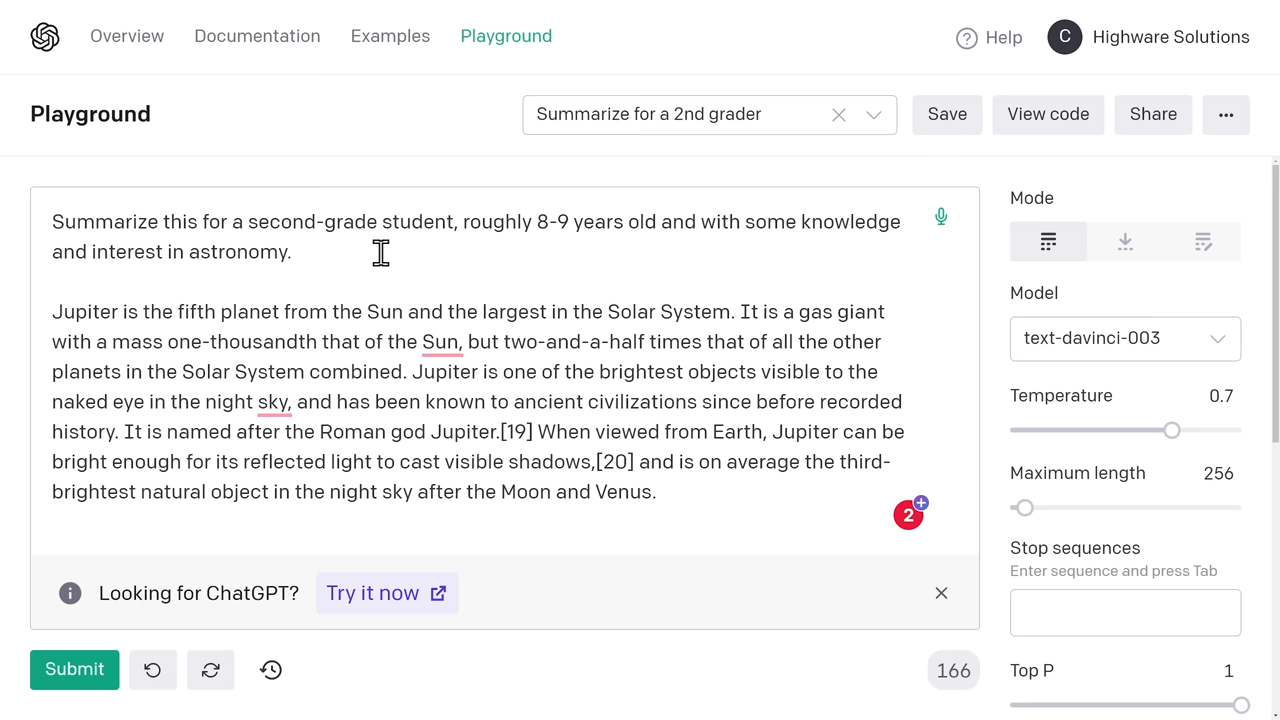 Overview Documentation Examples Playground Help C Highware Solutions
Playground Summarize for a 2nd grader Save View code Share ...
Summarize this for a second-grade student, roughly 8-9 years old and with some knowledge
and interest in astronomy.
Jupiter is the fifth planet from the Sun and the largest in the Solar System. It is a gas giant
with a mass one-thousandth that of the Sun, but two-and-a-half times that of all the other
planets in the Solar System combined. Jupiter is one of the brightest objects visible to the
naked eye in the night sky, and has been known to ancient civilizations since before recorded
history. It is named after the Roman god Jupiter.[19] When viewed from Earth, Jupiter can be
bright enough for its reflected light to cast visible shadows,[20] and is on average the third-
brightest natural object in the night sky after the Moon and Venus.
2
Looking for ChatGPT? Try it now
Submit
166
Mode
Model
text-davinci-003
Temperature 0.7
Maximum length 256
Stop sequences
Enter sequence and press Tab
Top P 1